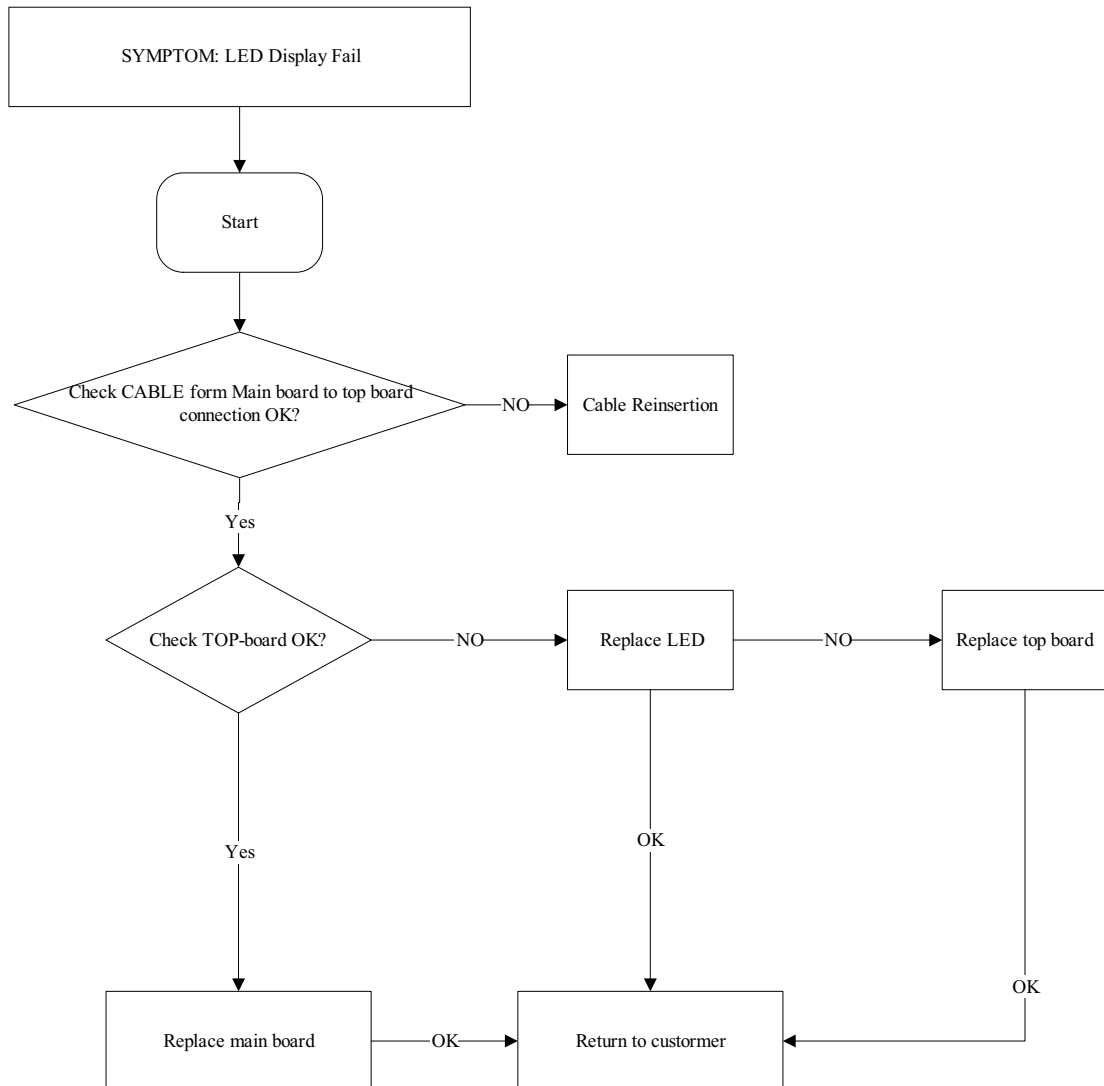 SYMPTOM: LED Display Fail
Start
Check CABLE form Main board to top board
connection OK?
NO
Cable Reinsertion
Yes
Check TOP-board OK?
NO
Replace LED
NO
Replace top board
Yes
OK
OK
Replace main board
OK
Return to custormer